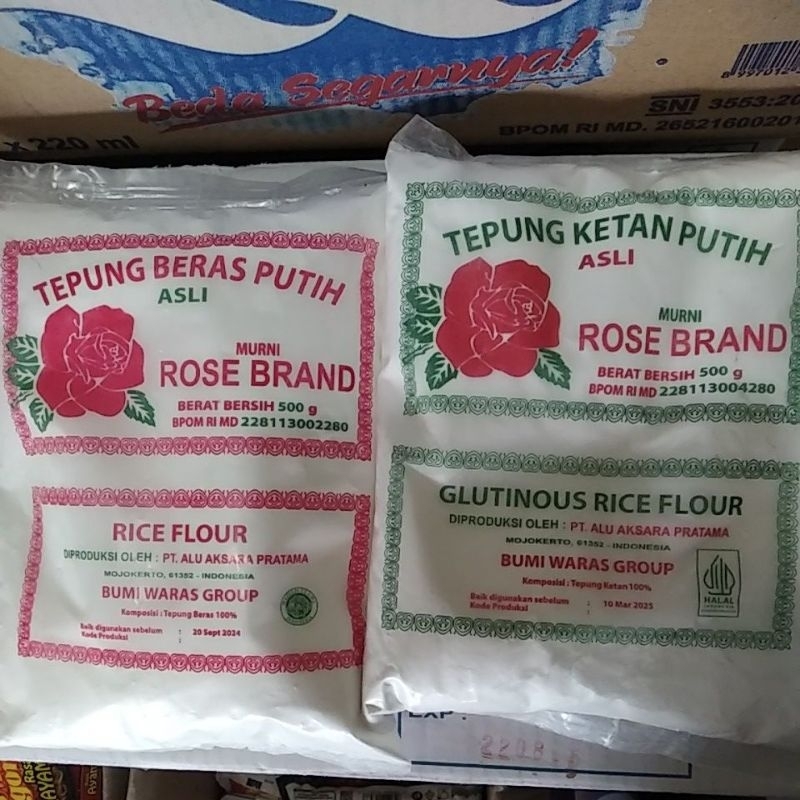 Beda Segarnya!
x 220 ml
SNI 3553:20
BPOM RI MD. 26521600201
TEPUNG BERAS PUTIH
ASLI
MURNI
ROSE BRAND
BERAT BERSIH 500 g
BPOM RI MD 228113002280
RICE FLOUR
DIPRODUKSI OLEH : PT. ALU AKSARA PRATAMA
MOJOKERTO, 61352 - INDONESIA
BUMI WARAS GROUP
Komposisi : Tepung Beras 100%
Baik digunakan sebelum : 20 Sept 2024
Kode Produksi :
TEPUNG KETAN PUTIH
ASLI
MURNI
ROSE BRAND
BERAT BERSIH 500 g
BPOM RI MD 228113004280
GLUTINOUS RICE FLOUR
DIPRODUKSI OLEH : PT. ALU AKSARA PRATAMA
MOJOKERTO, 61352 - INDONESIA
BUMI WARAS GROUP
Komposisi : Tepung Ketan 100%
Baik digunakan sebelum : 10 Mar 2025
Kode Produksi :
HALAL
INDONESIA
EXP :